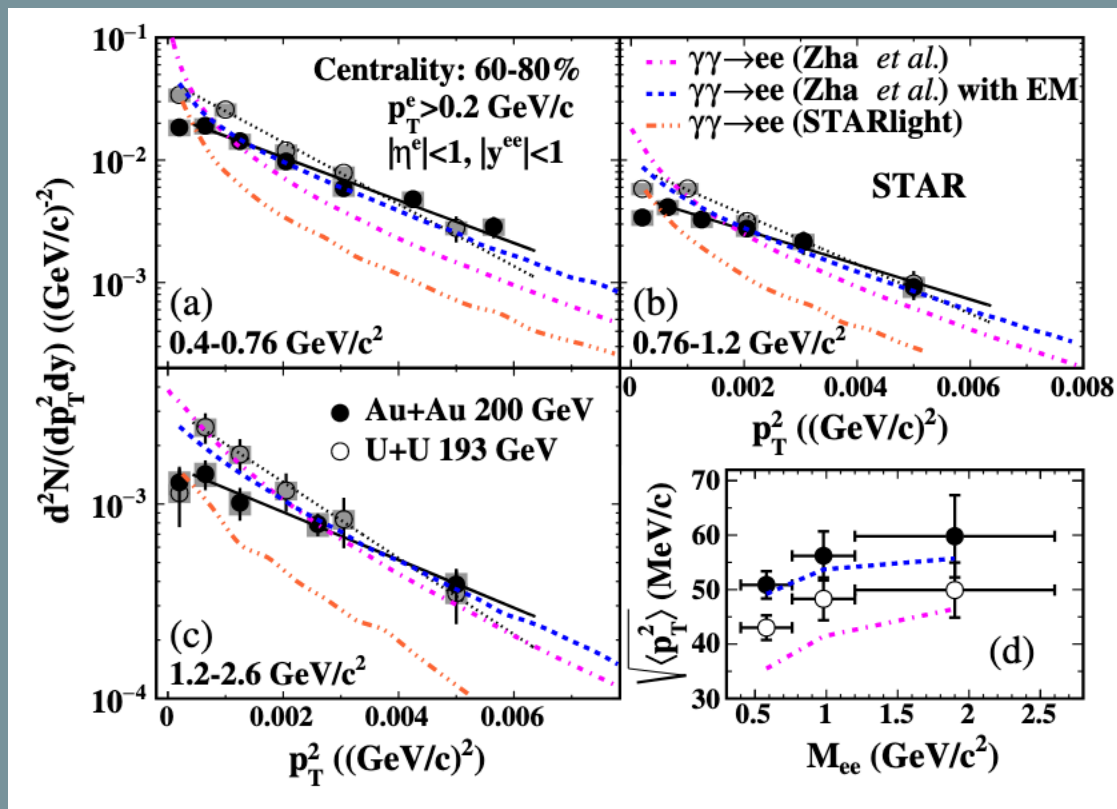 d²N/(dp_T²dy) ((GeV/c)⁻²)
10⁻¹
10⁻²
10⁻³
Centrality: 60-80%
p_T^e>0.2 GeV/c
|η^e|<1, |y^ee|<1
(a)
0.4-0.76 GeV/c²
γγ→ee (Zha et al.)
γγ→ee (Zha et al.) with EM
γγ→ee (STARlight)
STAR
(b)
0.76-1.2 GeV/c²
0 0.002 0.004 0.006 0.008
p_T² ((GeV/c)²)
10⁻³
10⁻⁴
Au+Au 200 GeV
U+U 193 GeV
(c)
1.2-2.6 GeV/c²
0 0.002 0.004 0.006
p_T² ((GeV/c)²)
√⟨p_T²⟩ (MeV/c)
70
60
50
40
30
(d)
0.5 1 1.5 2 2.5
M_ee (GeV/c²)